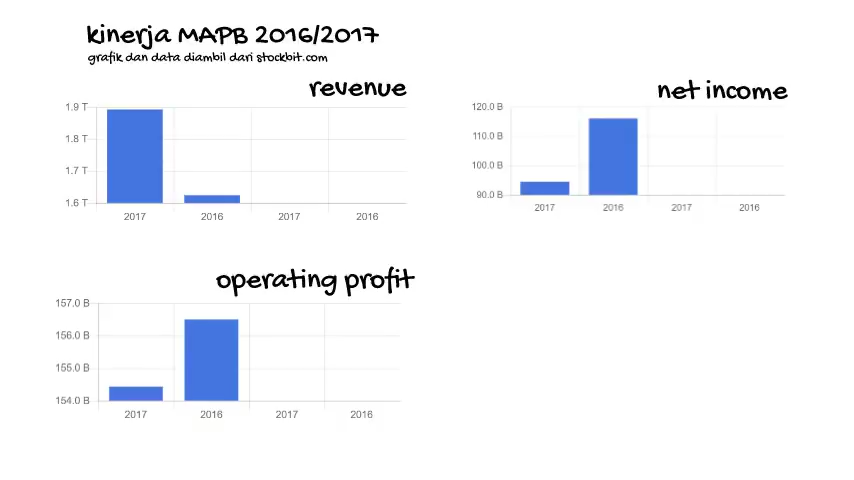 kinerja MAPB 2016/2017
grafik dan data diambil dari stockbit.com
revenue
1.9 T
1.8 T
1.7 T
1.6 T
2017 2016 2017 2016
net income
120.0 B
110.0 B
100.0 B
90.0 B
2017 2016 2017 2016
operating profit
157.0 B
156.0 B
155.0 B
154.0 B
2017 2016 2017 2016